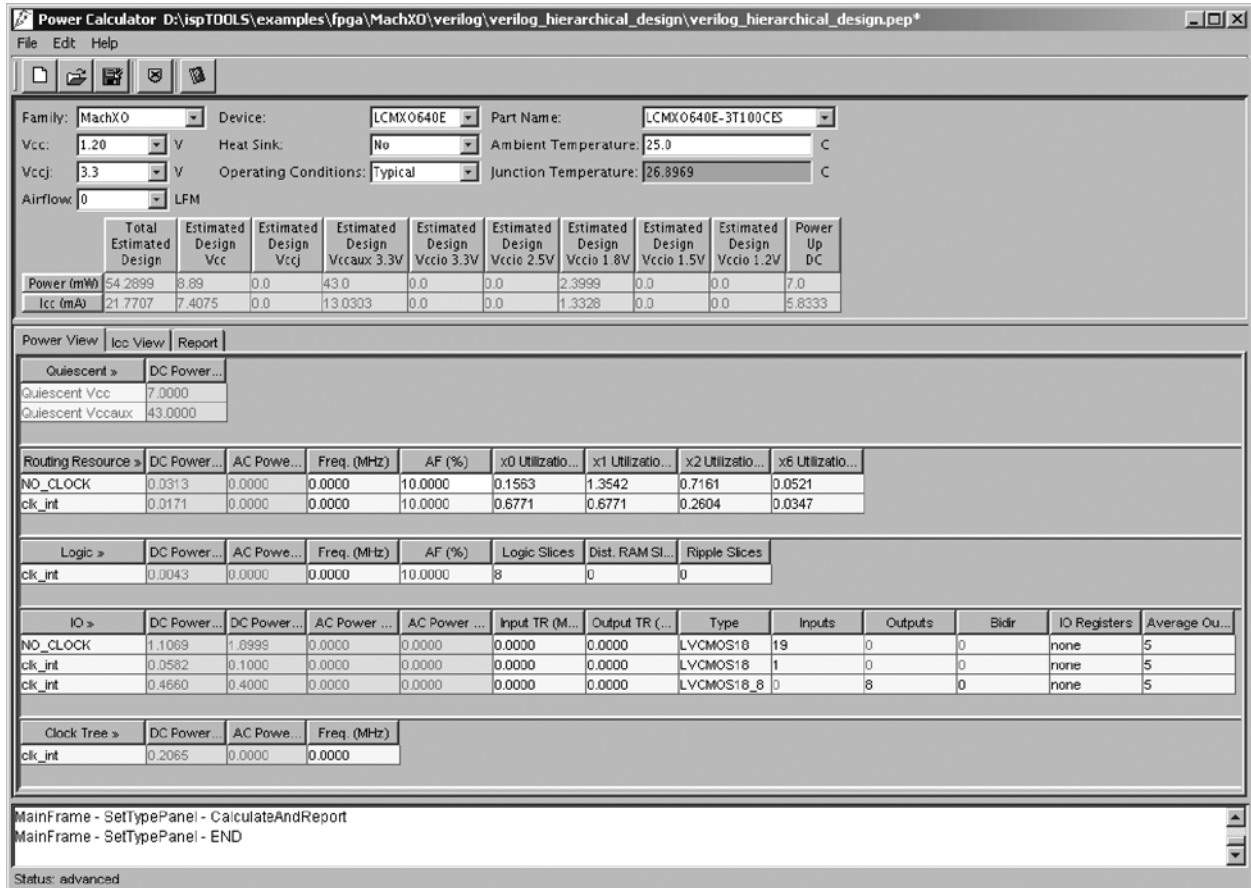 Power Calculator D:\ispTOOLS\examples\fpga\MachXO\verilog\verilog_hierarchical_design\verilog_hierarchical_design.pep*
File Edit Help
Family: MachXO Device: LCMXO640E Part Name: LCMXO640E-3T100CES
Vcc: 1.20 V Heat Sink: No Ambient Temperature: 25.0 C
Vccj: 3.3 V Operating Conditions: Typical Junction Temperature: 26.8969 C
Airflow: 0 LFM
Total Estimated Design Estimated Design Vcc Estimated Design Vccj Estimated Design Vccaux 3.3V Estimated Design Vccio 3.3V Estimated Design Vccio 2.5V Estimated Design Vccio 1.8V Estimated Design Vccio 1.5V Estimated Design Vccio 1.2V Power Up DC
Power (mW) 54.2899 8.89 0.0 43.0 0.0 0.0 2.3999 0.0 0.0 7.0
Icc (mA) 21.7707 7.4075 0.0 13.0303 0.0 0.0 1.3328 0.0 0.0 5.8333
Power View Icc View Report
Quiescent » DC Power...
Quiescent Vcc 7.0000
Quiescent Vccaux 43.0000
Routing Resource » DC Power... AC Powe... Freq. (MHz) AF (%) x0 Utilizatio... x1 Utilizatio... x2 Utilizatio... x6 Utilizatio...
NO_CLOCK 0.0313 0.0000 0.0000 10.0000 0.1563 1.3542 0.7161 0.0521
clk_int 0.0171 0.0000 0.0000 10.0000 0.6771 0.6771 0.2604 0.0347
Logic » DC Power... AC Powe... Freq. (MHz) AF (%) Logic Slices Dist. RAM Sl... Ripple Slices
clk_int 0.0043 0.0000 0.0000 10.0000 8 0 0
IO » DC Power... DC Power... AC Power ... AC Power ... Input TR (M... Output TR (... Type Inputs Outputs Bidir IO Registers Average Ou...
NO_CLOCK 1.1069 1.8999 0.0000 0.0000 0.0000 0.0000 LVCMOS18 19 0 0 none 5
clk_int 0.0582 0.1000 0.0000 0.0000 0.0000 0.0000 LVCMOS18 1 0 0 none 5
clk_int 0.4660 0.4000 0.0000 0.0000 0.0000 0.0000 LVCMOS18_8 0 8 0 none 5
Clock Tree » DC Power... AC Powe... Freq. (MHz)
clk_int 0.2065 0.0000 0.0000
MainFrame - SetTypePanel - CalculateAndReport
MainFrame - SetTypePanel - END
Status: advanced